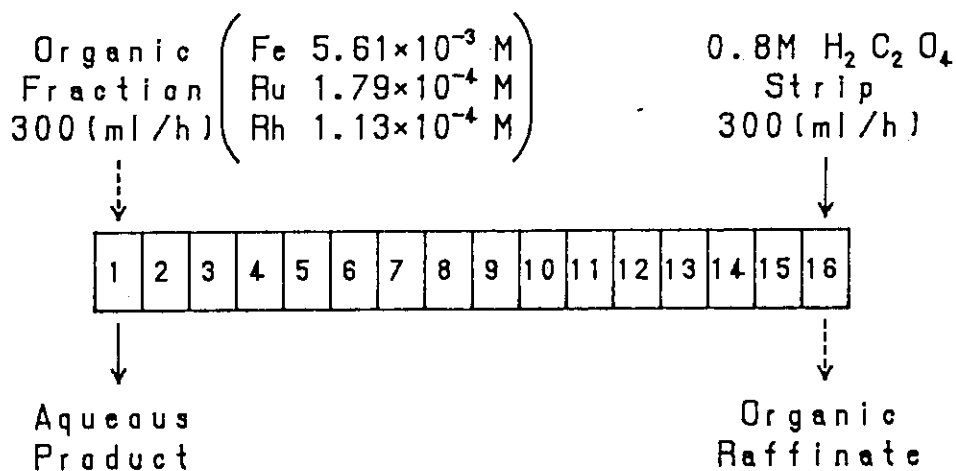 Organic
Fraction
300(ml/h)
Fe 5.61×10⁻³ M
Ru 1.79×10⁻⁴ M
Rh 1.13×10⁻⁴ M
0.8M H₂C₂O₄
Strip
300(ml/h)
1 2 3 4 5 6 7 8 9 10 11 12 13 14 15 16
Aqueous
Product
Organic
Raffinate